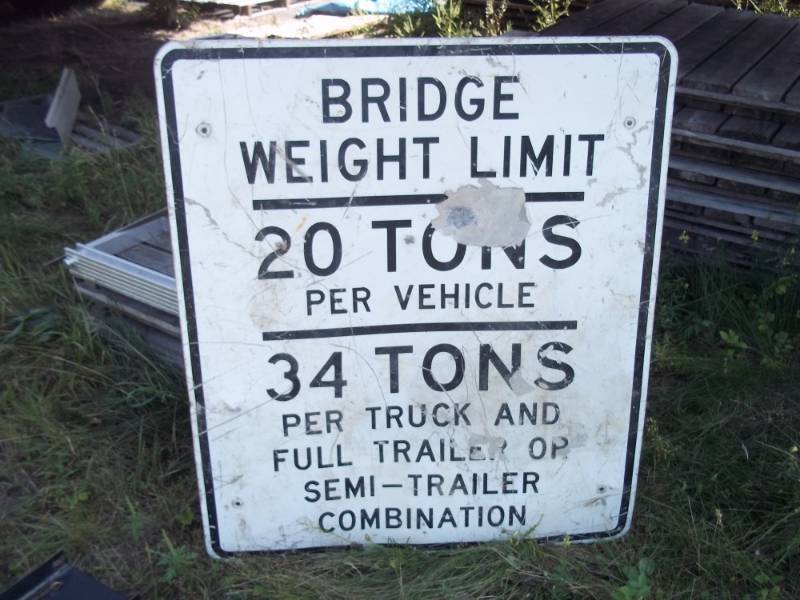 BRIDGE
WEIGHT LIMIT
20 TONS
PER VEHICLE
34 TONS
PER TRUCK AND
FULL TRAILER OR
SEMI-TRAILER
COMBINATION